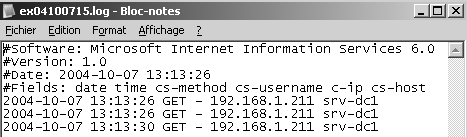 ex04100715.log - Bloc-notes
Fichier Edition Format Affichage ?
#Software: Microsoft Internet Information Services 6.0
#Version: 1.0
#Date: 2004-10-07 13:13:26
#Fields: date time cs-method cs-username c-ip cs-host
2004-10-07 13:13:26 GET - 192.168.1.211 srv-dc1
2004-10-07 13:13:26 GET - 192.168.1.211 srv-dc1
2004-10-07 13:13:30 GET - 192.168.1.211 srv-dc1